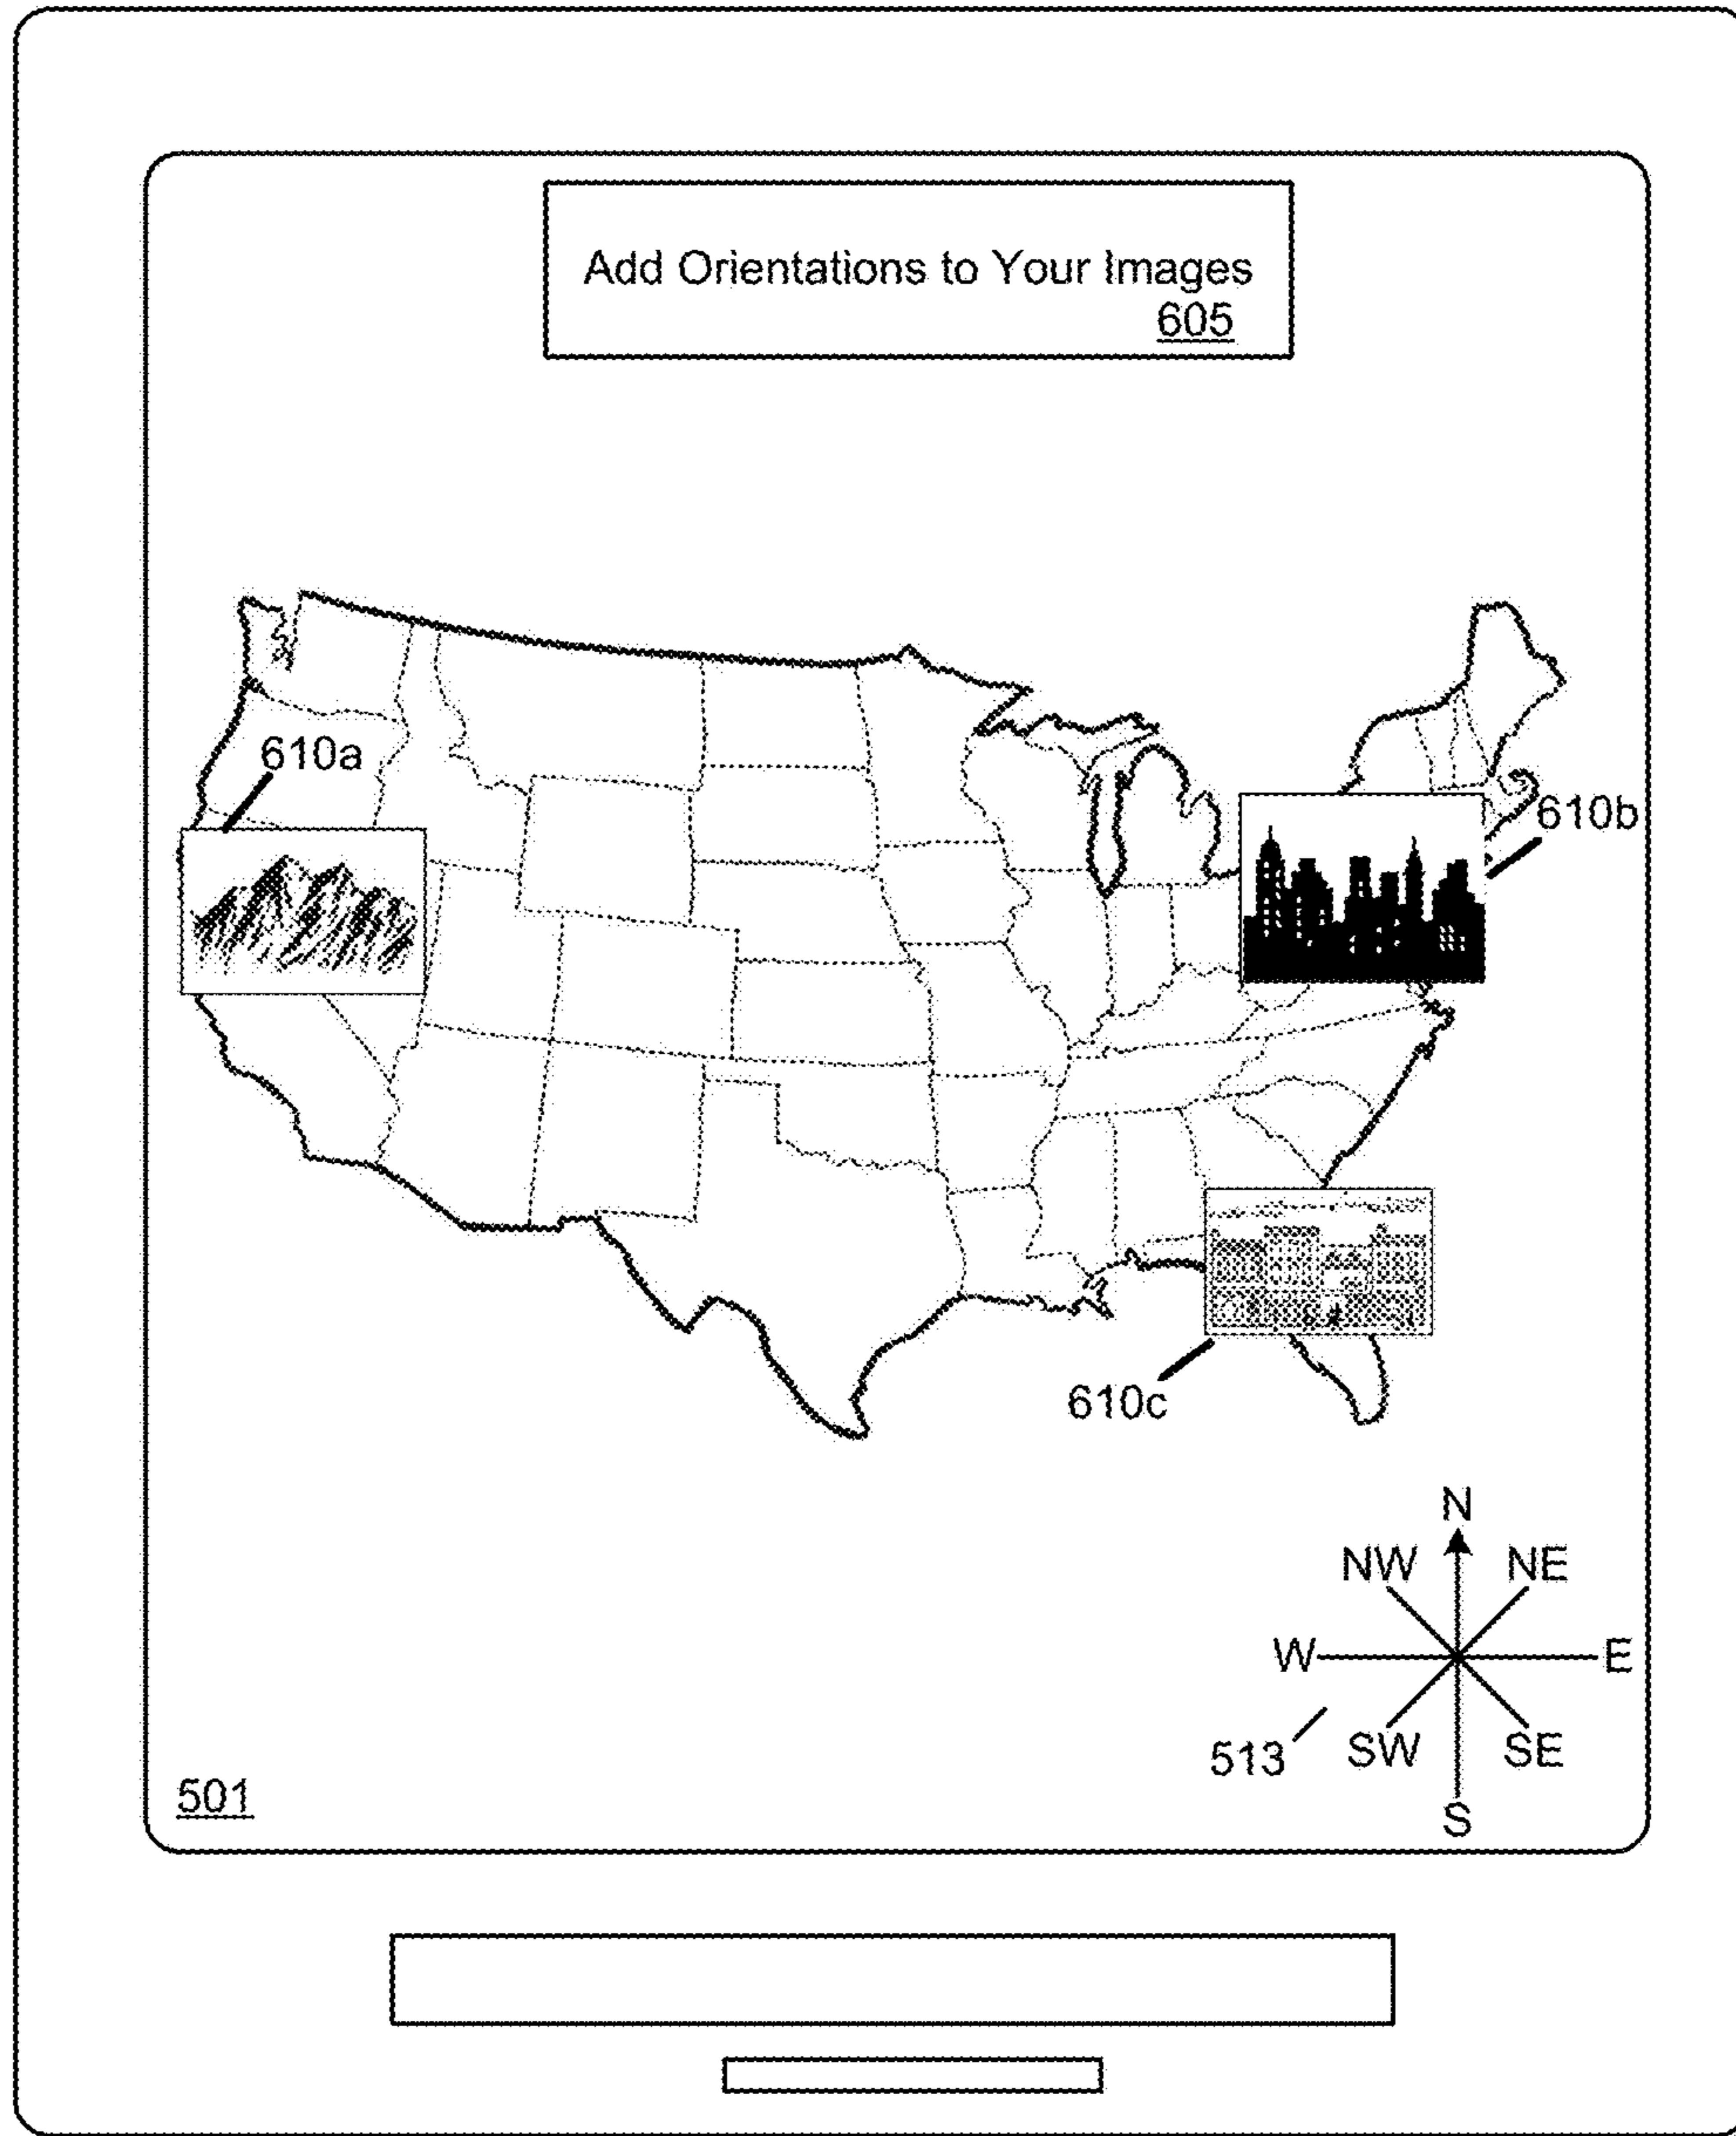 Add Orientations to Your Images
605
610a
610b
610c
N
NW NE
W E
513 SW SE
S
501